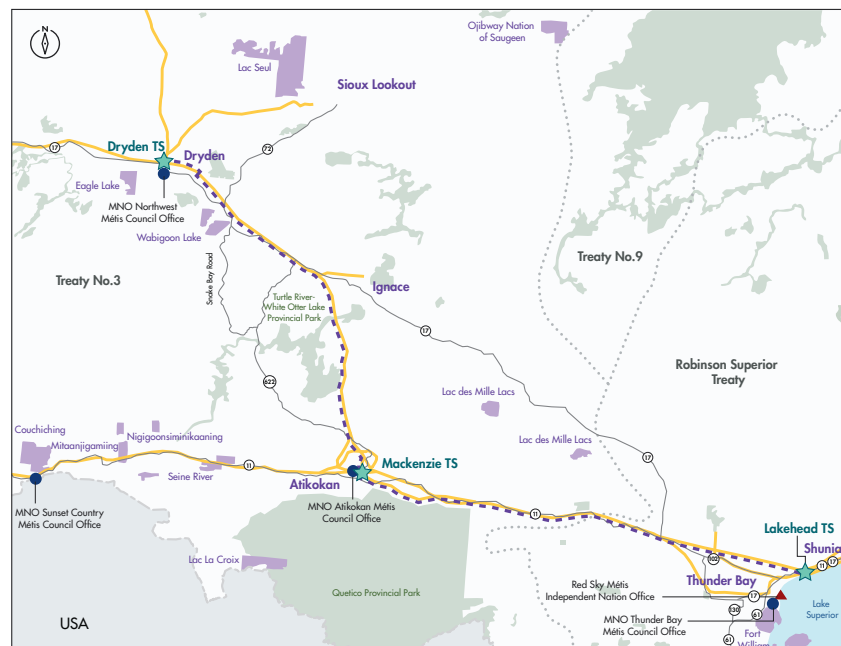 N
Ojibway Nation
of Saugeen
Lac Seul
Sioux Lookout
Dryden TS
17
Dryden
72
Eagle Lake
MNO Northwest
Métis Council Office
Wabigoon Lake
Treaty No.9
Treaty No.3
Snake Bay Road
Ignace
Turtle River-
White Otter Lake
Provincial Park
17
Robinson Superior
Treaty
622
Lac des Mille Lacs
Couchiching
Nigigoonsiminikaaning
Mitaanjigamiing
Lac des Mille Lacs
17
Seine River
11
Mackenzie TS
Atikokan
MNO Sunset Country
Métis Council Office
MNO Atikokan Métis
Council Office
11
Lakehead TS
Shunia
102
11
17
Lac La Croix
Thunder Bay
Red Sky Métis
Independent Nation Office
17
Quetico Provincial Park
130
61
MNO Thunder Bay
Métis Council Office
Lake
Superior
USA
61
Fort
William